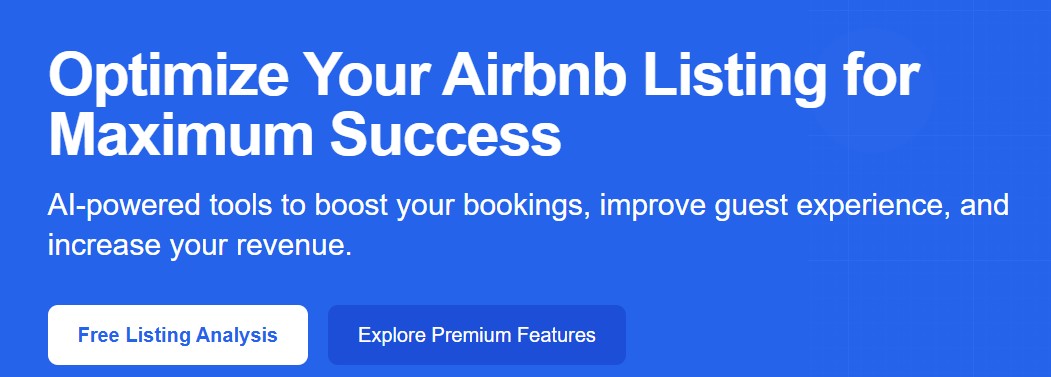 Optimize Your Airbnb Listing for
Maximum Success
AI-powered tools to boost your bookings, improve guest experience, and
increase your revenue.
Free Listing Analysis
Explore Premium Features